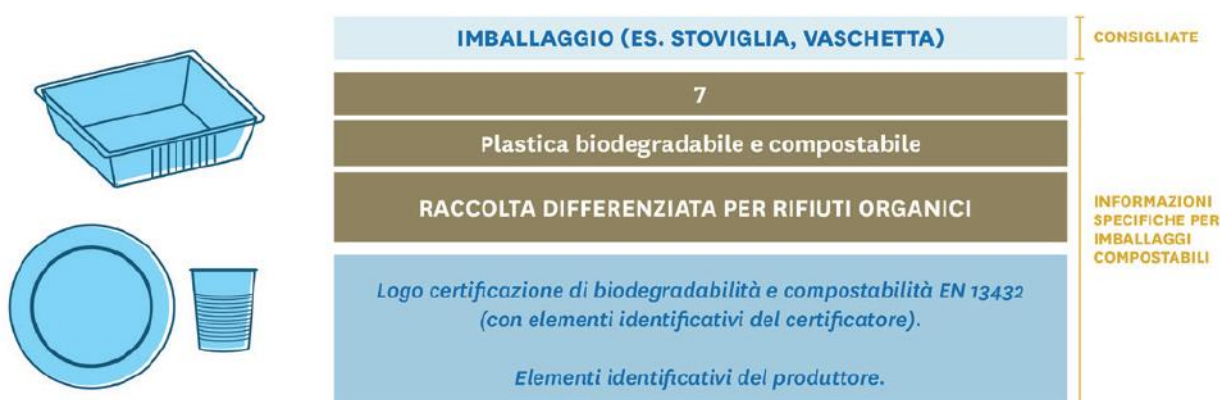 IMBALLAGGIO (ES. STOVIGLIA, VASCHETTA)
CONSIGLIATE
7
Plastica biodegradabile e compostabile
RACCOLTA DIFFERENZIATA PER RIFIUTI ORGANICI
INFORMAZIONI
SPECIFICHE PER
IMBALLAGGI
COMPOSTABILI
Logo certificazione di biodegradabilità e compostabilità EN 13432
(con elementi identificativi del certificatore).
Elementi identificativi del produttore.